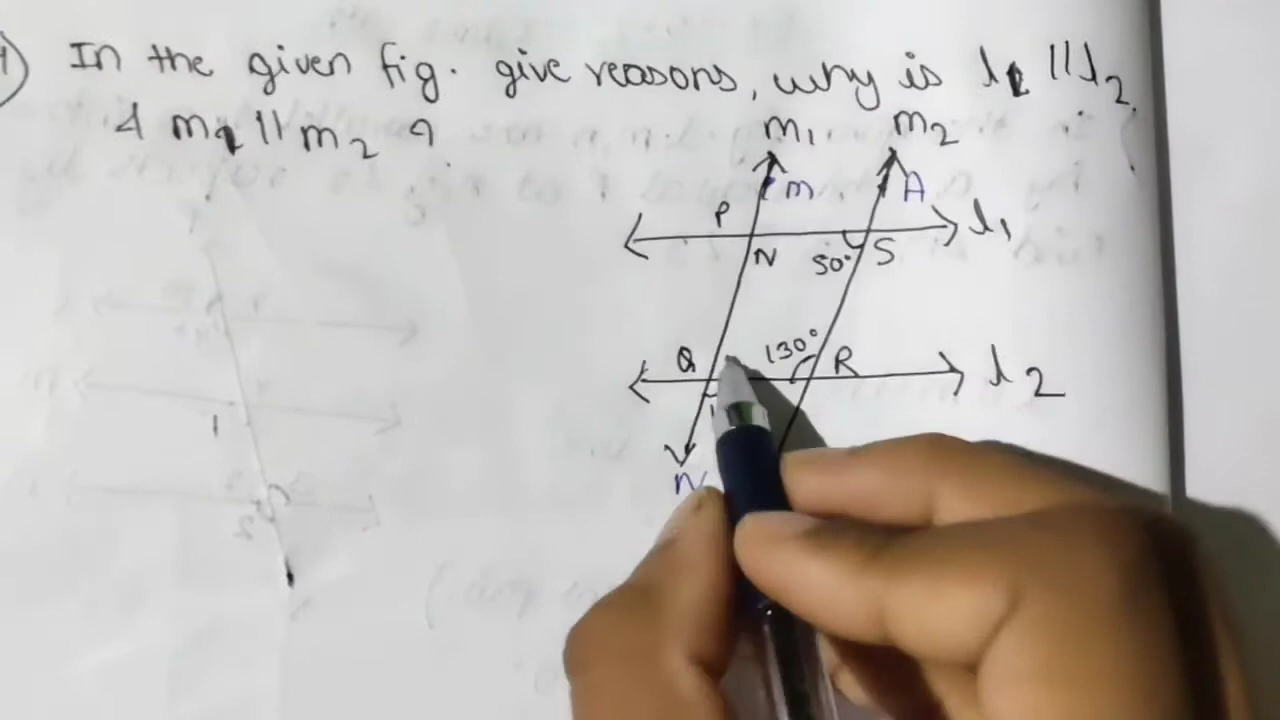 In the given fig. give reasons, why is l1 || l2
& m1 || m2 ?
m1 m2
M A
P l1
N 50° S
130°
Q R l2
N